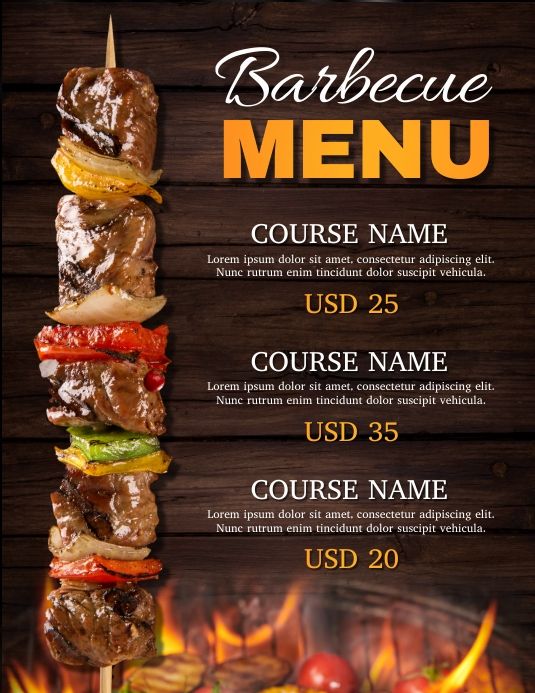 Barbecue
MENU
COURSE NAME
Lorem ipsum dolor sit amet, consectetur adipiscing elit.
Nunc rutrum enim tincidunt dolor suscipit vehicula.
USD 25
COURSE NAME
Lorem ipsum dolor sit amet, consectetur adipiscing elit.
Nunc rutrum enim tincidunt dolor suscipit vehicula.
USD 35
COURSE NAME
Lorem ipsum dolor sit amet, consectetur adipiscing elit.
Nunc rutrum enim tincidunt dolor suscipit vehicula.
USD 20